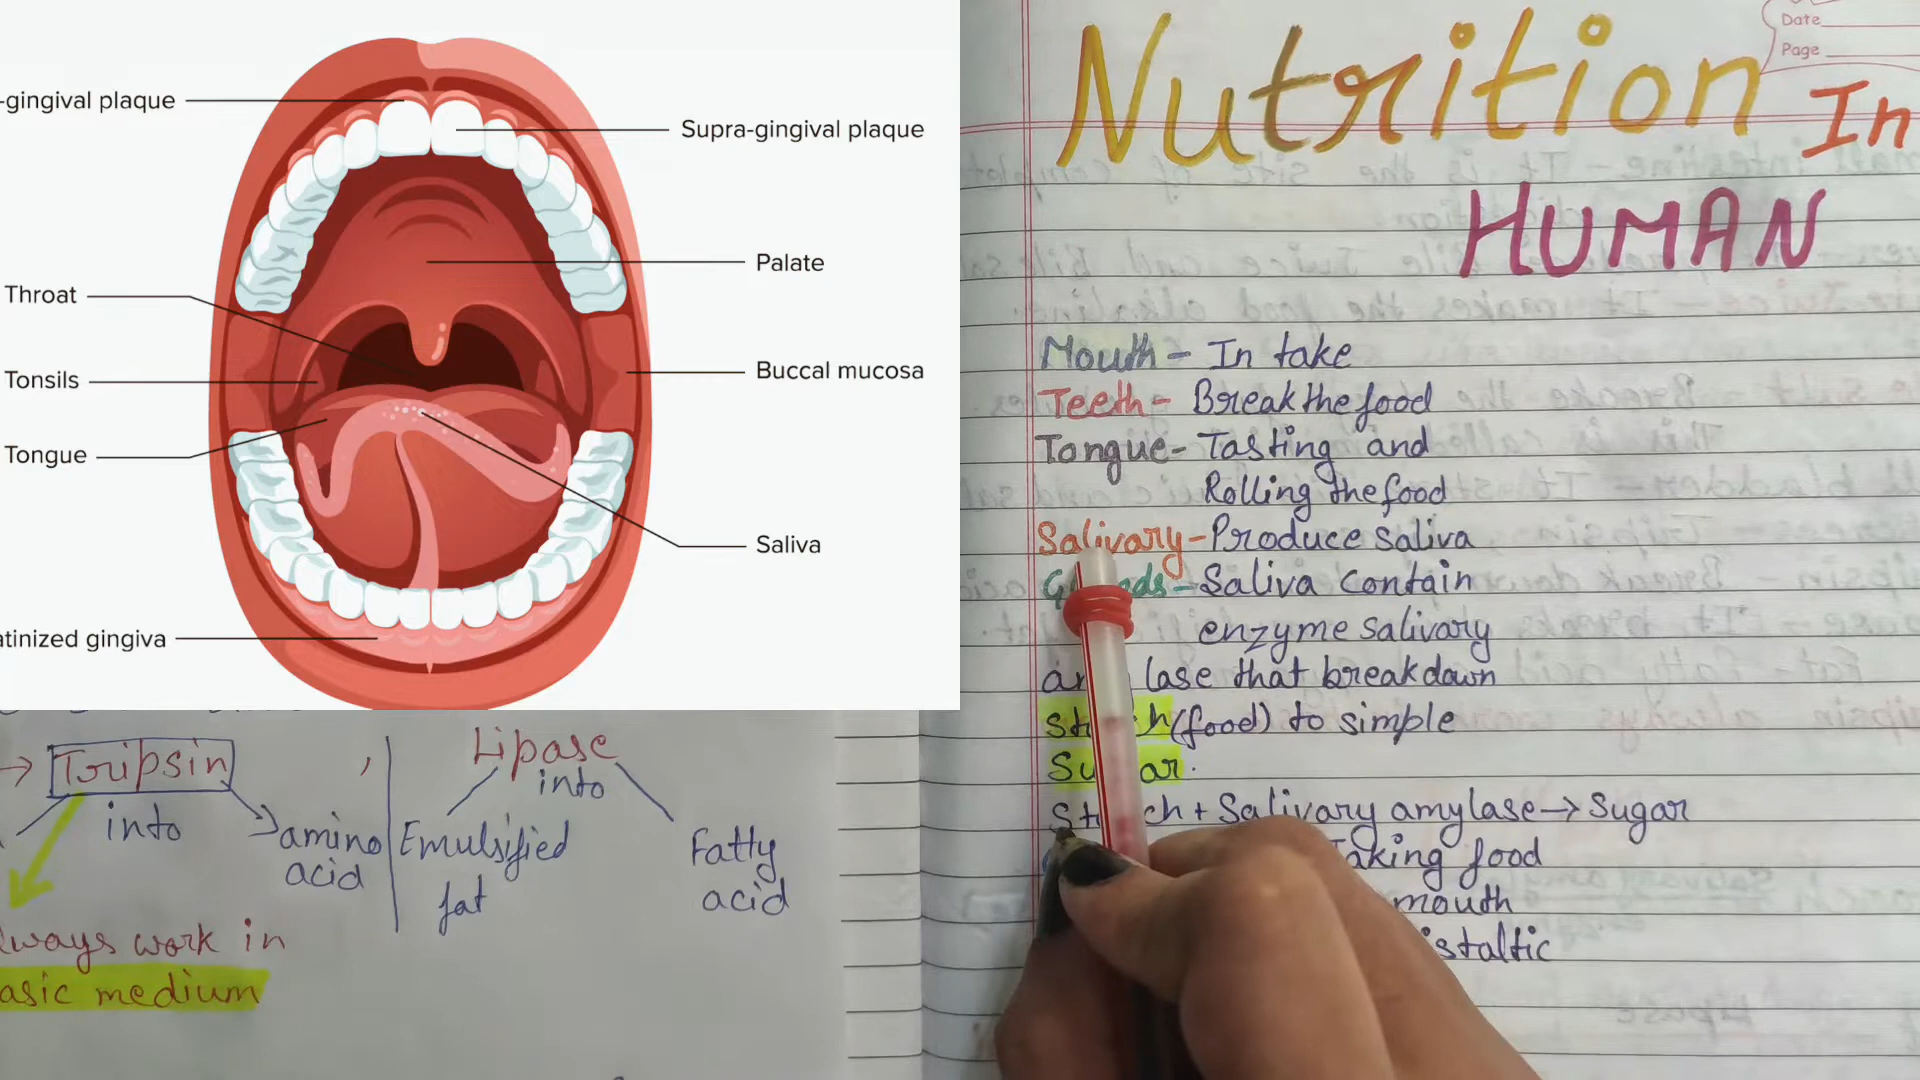 -gingival plaque
Supra-gingival plaque
Palate
Throat
Tonsils
Buccal mucosa
Tongue
Saliva
atinized gingiva
Tripsin
into
amino
acid
Lipase
into
Emulsified
fat
Fatty
acid
lways work in
asic medium
Date
Page
Nutrition In
HUMAN
Mouth - In take
Teeth - Break the food
Tongue - Tasting and
Rolling the food
Salivary - Produce saliva
ds - Saliva contain
enzyme salivary
lase that breakdown
(food) to simple
Starch + Salivary amylase → Sugar
Taking food
mouth
istaltic